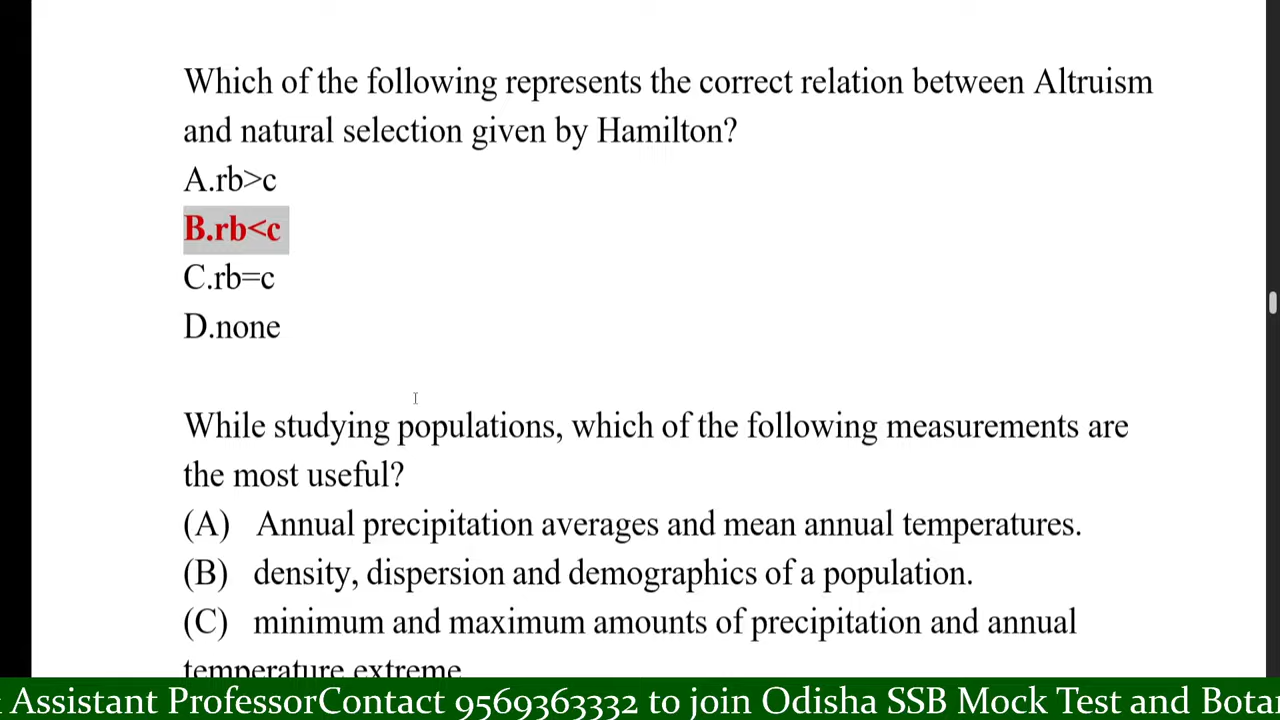 Which of the following represents the correct relation between Altruism
and natural selection given by Hamilton?
A.rb>c
B.rb<c
C.rb=c
D.none
While studying populations, which of the following measurements are
the most useful?
(A) Annual precipitation averages and mean annual temperatures.
(B) density, dispersion and demographics of a population.
(C) minimum and maximum amounts of precipitation and annual
temperature extreme
Assistant ProfessorContact 9569363332 to join Odisha SSB Mock Test and Bota